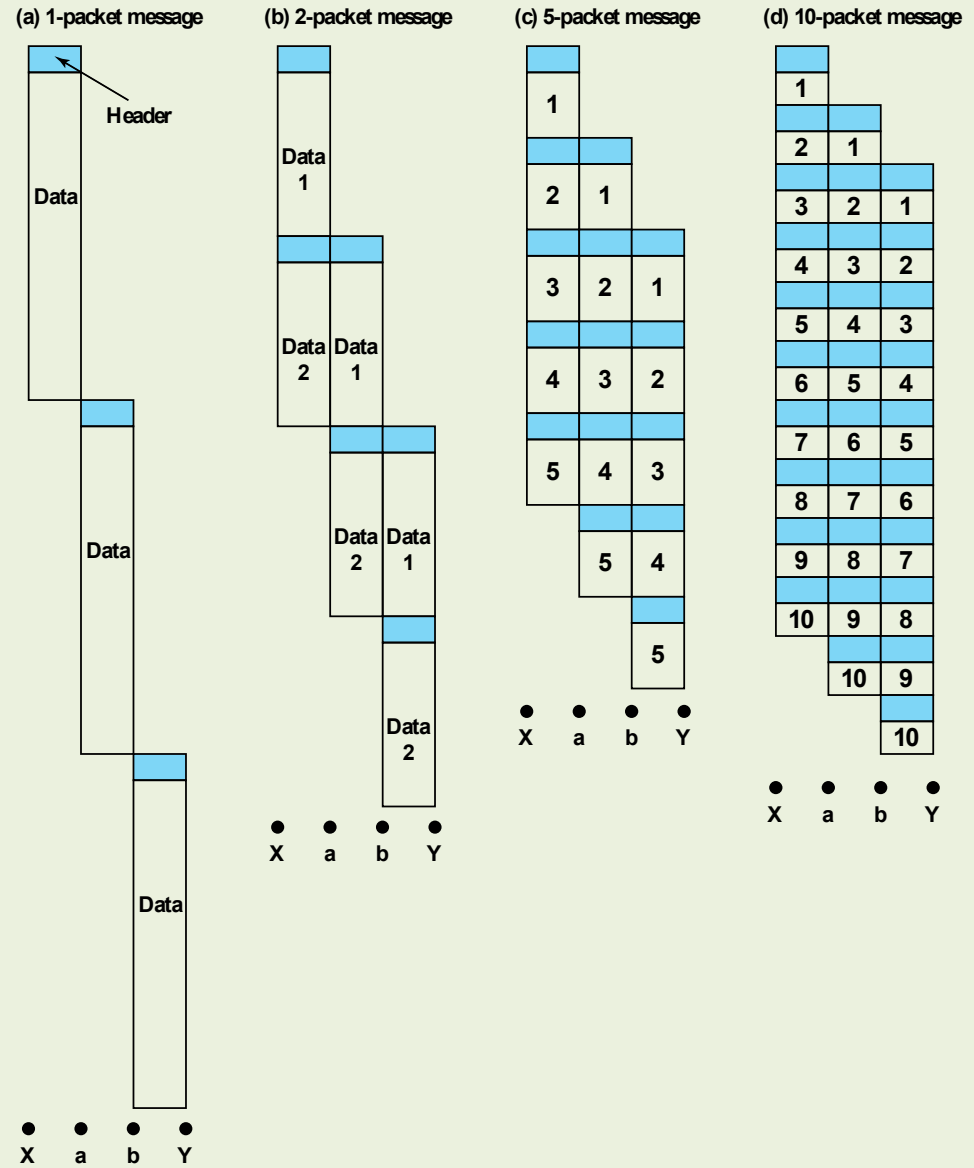 (a) 1-packet message
Header
Data
Data
Data
X a b Y
(b) 2-packet message
Data
1
Data Data
2 1
Data Data
2 1
Data
2
X a b Y
(c) 5-packet message
1
2 1
3 2 1
4 3 2
5 4 3
5 4
5
X a b Y
(d) 10-packet message
1
2 1
3 2 1
4 3 2
5 4 3
6 5 4
7 6 5
8 7 6
9 8 7
10 9 8
10 9
10
X a b Y